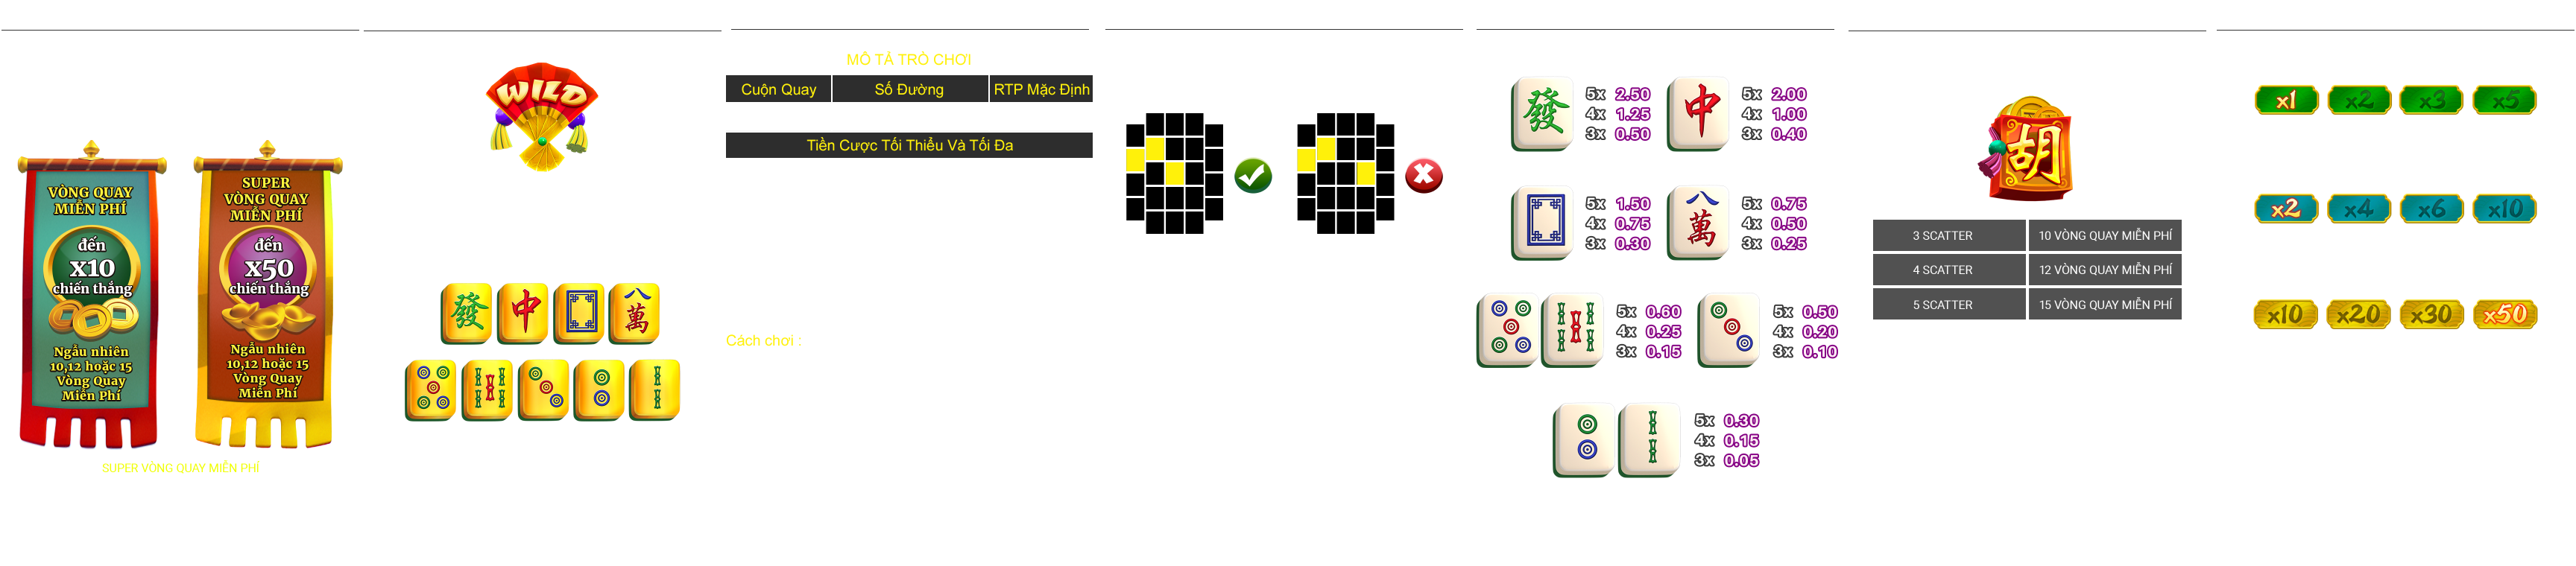 VÒNG QUAY
MIỄN PHÍ
đến
x10
chiến thắng
Ngẫu nhiên
10,12 hoặc 15
Vòng Quay
Miễn Phí
SUPER
VÒNG QUAY
MIỄN PHÍ
đến
x50
chiến thắng
Ngẫu nhiên
10,12 hoặc 15
Vòng Quay
Miễn Phí
SUPER VÒNG QUAY MIỄN PHÍ
WILD
發 中 八萬
MÔ TẢ TRÒ CHƠI
Cuộn Quay Số Đường RTP Mặc Định
Tiền Cược Tối Thiểu Và Tối Đa
Cách chơi :
發
5x 2.50
4x 1.25
3x 0.50
中
5x 2.00
4x 1.00
3x 0.40
5x 1.50
4x 0.75
3x 0.30
八萬
5x 0.75
4x 0.50
3x 0.25
5x 0.60
4x 0.25
3x 0.15
5x 0.50
4x 0.20
3x 0.10
5x 0.30
4x 0.15
3x 0.05
胡
3 SCATTER 10 VÒNG QUAY MIỄN PHÍ
4 SCATTER 12 VÒNG QUAY MIỄN PHÍ
5 SCATTER 15 VÒNG QUAY MIỄN PHÍ
x1 x2 x3 x5
x2 x4 x6 x10
x10 x20 x30 x50